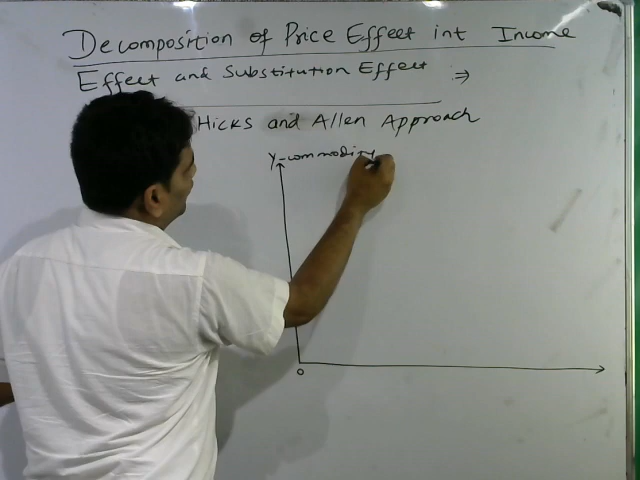 Decomposition of Price Effect int Income
Effect and Substitution Effect ⇒
Hicks and Allen Approach
Y-commodity
0